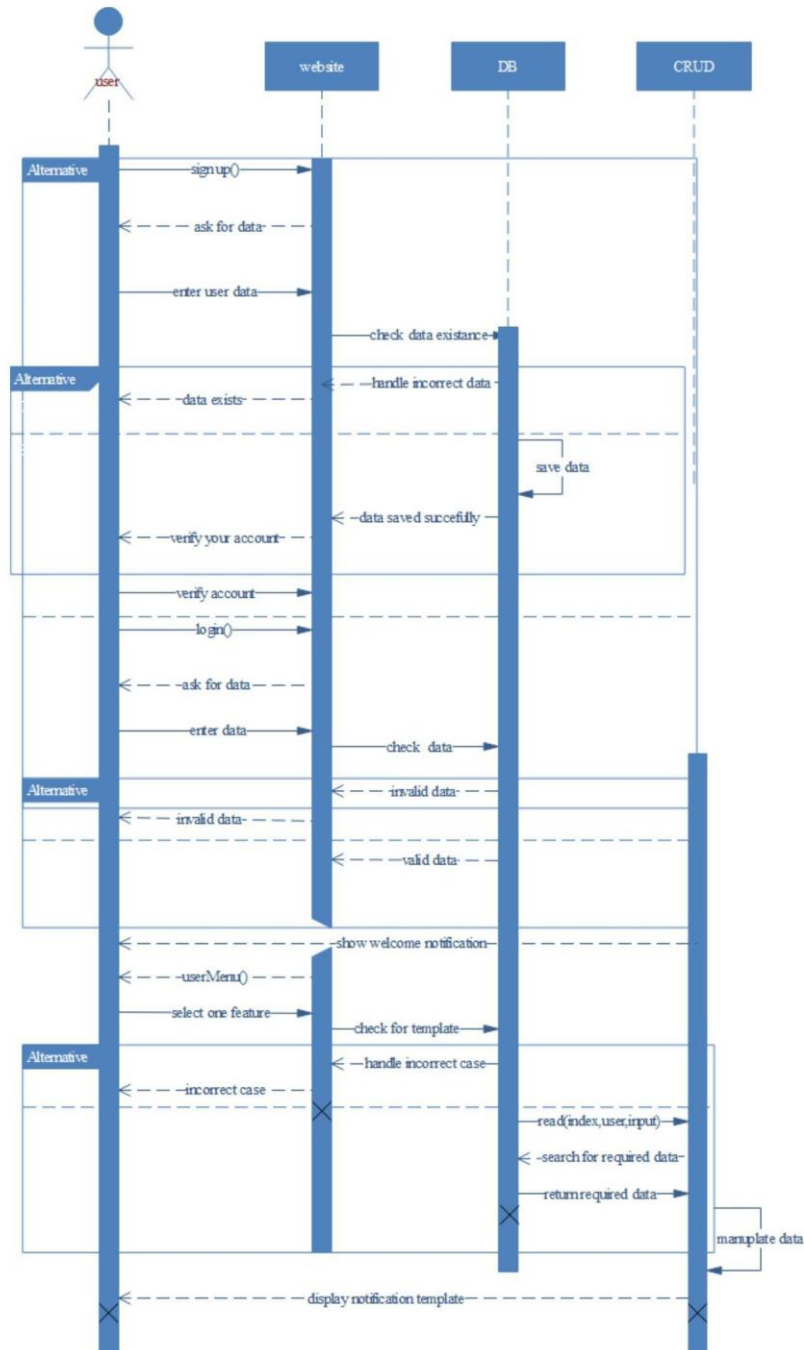 user
website
DB
CRUD
Alternative
sign up()
ask for data
enter user data
check data existance
Alternative
handle incorrect data
data exists
save data
data saved succefully
verify your account
verify account
login()
ask for data
enter data
check data
Alternative
invalid data
invalid data
valid data
show welcome notification
userMenu()
select one feature
check for template
Alternative
handle incorrect case
incorrect case
read(index,user,input)
search for required data
return required data
manuplate data
display notification template